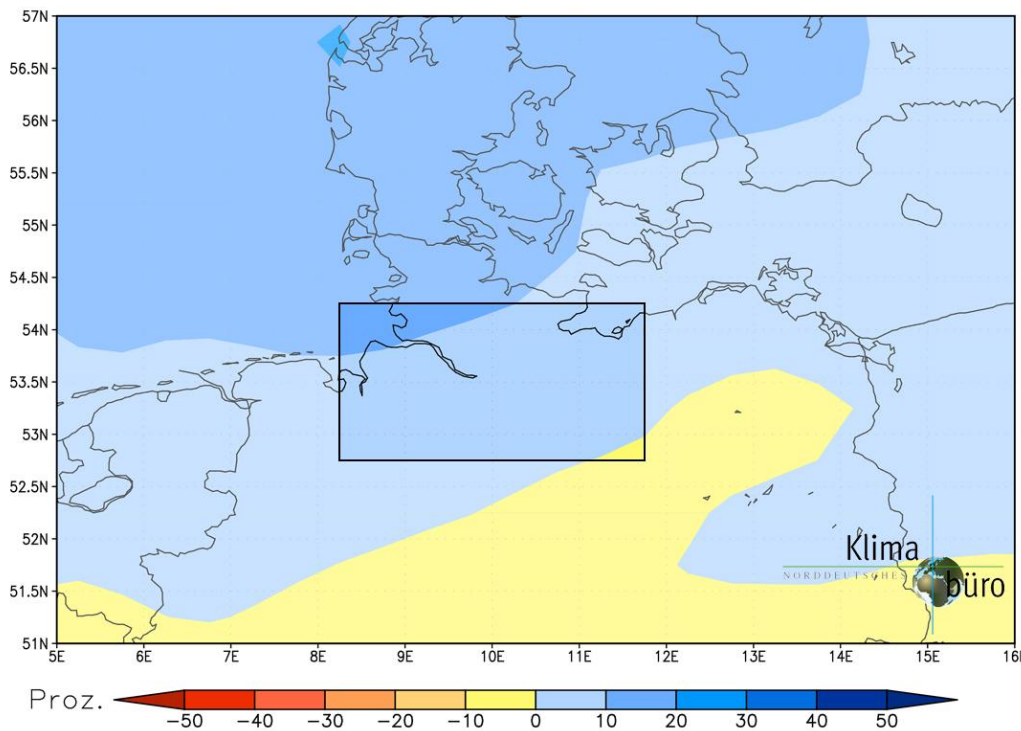 57N
56.5N
56N
55.5N
55N
54.5N
54N
53.5N
53N
52.5N
52N
51.5N
51N
5E 6E 7E 8E 9E 10E 11E 12E 13E 14E 15E 16E
Klima
NORDDEUTSCHES
büro
Proz.
−50 −40 −30 −20 −10 0 10 20 30 40 50